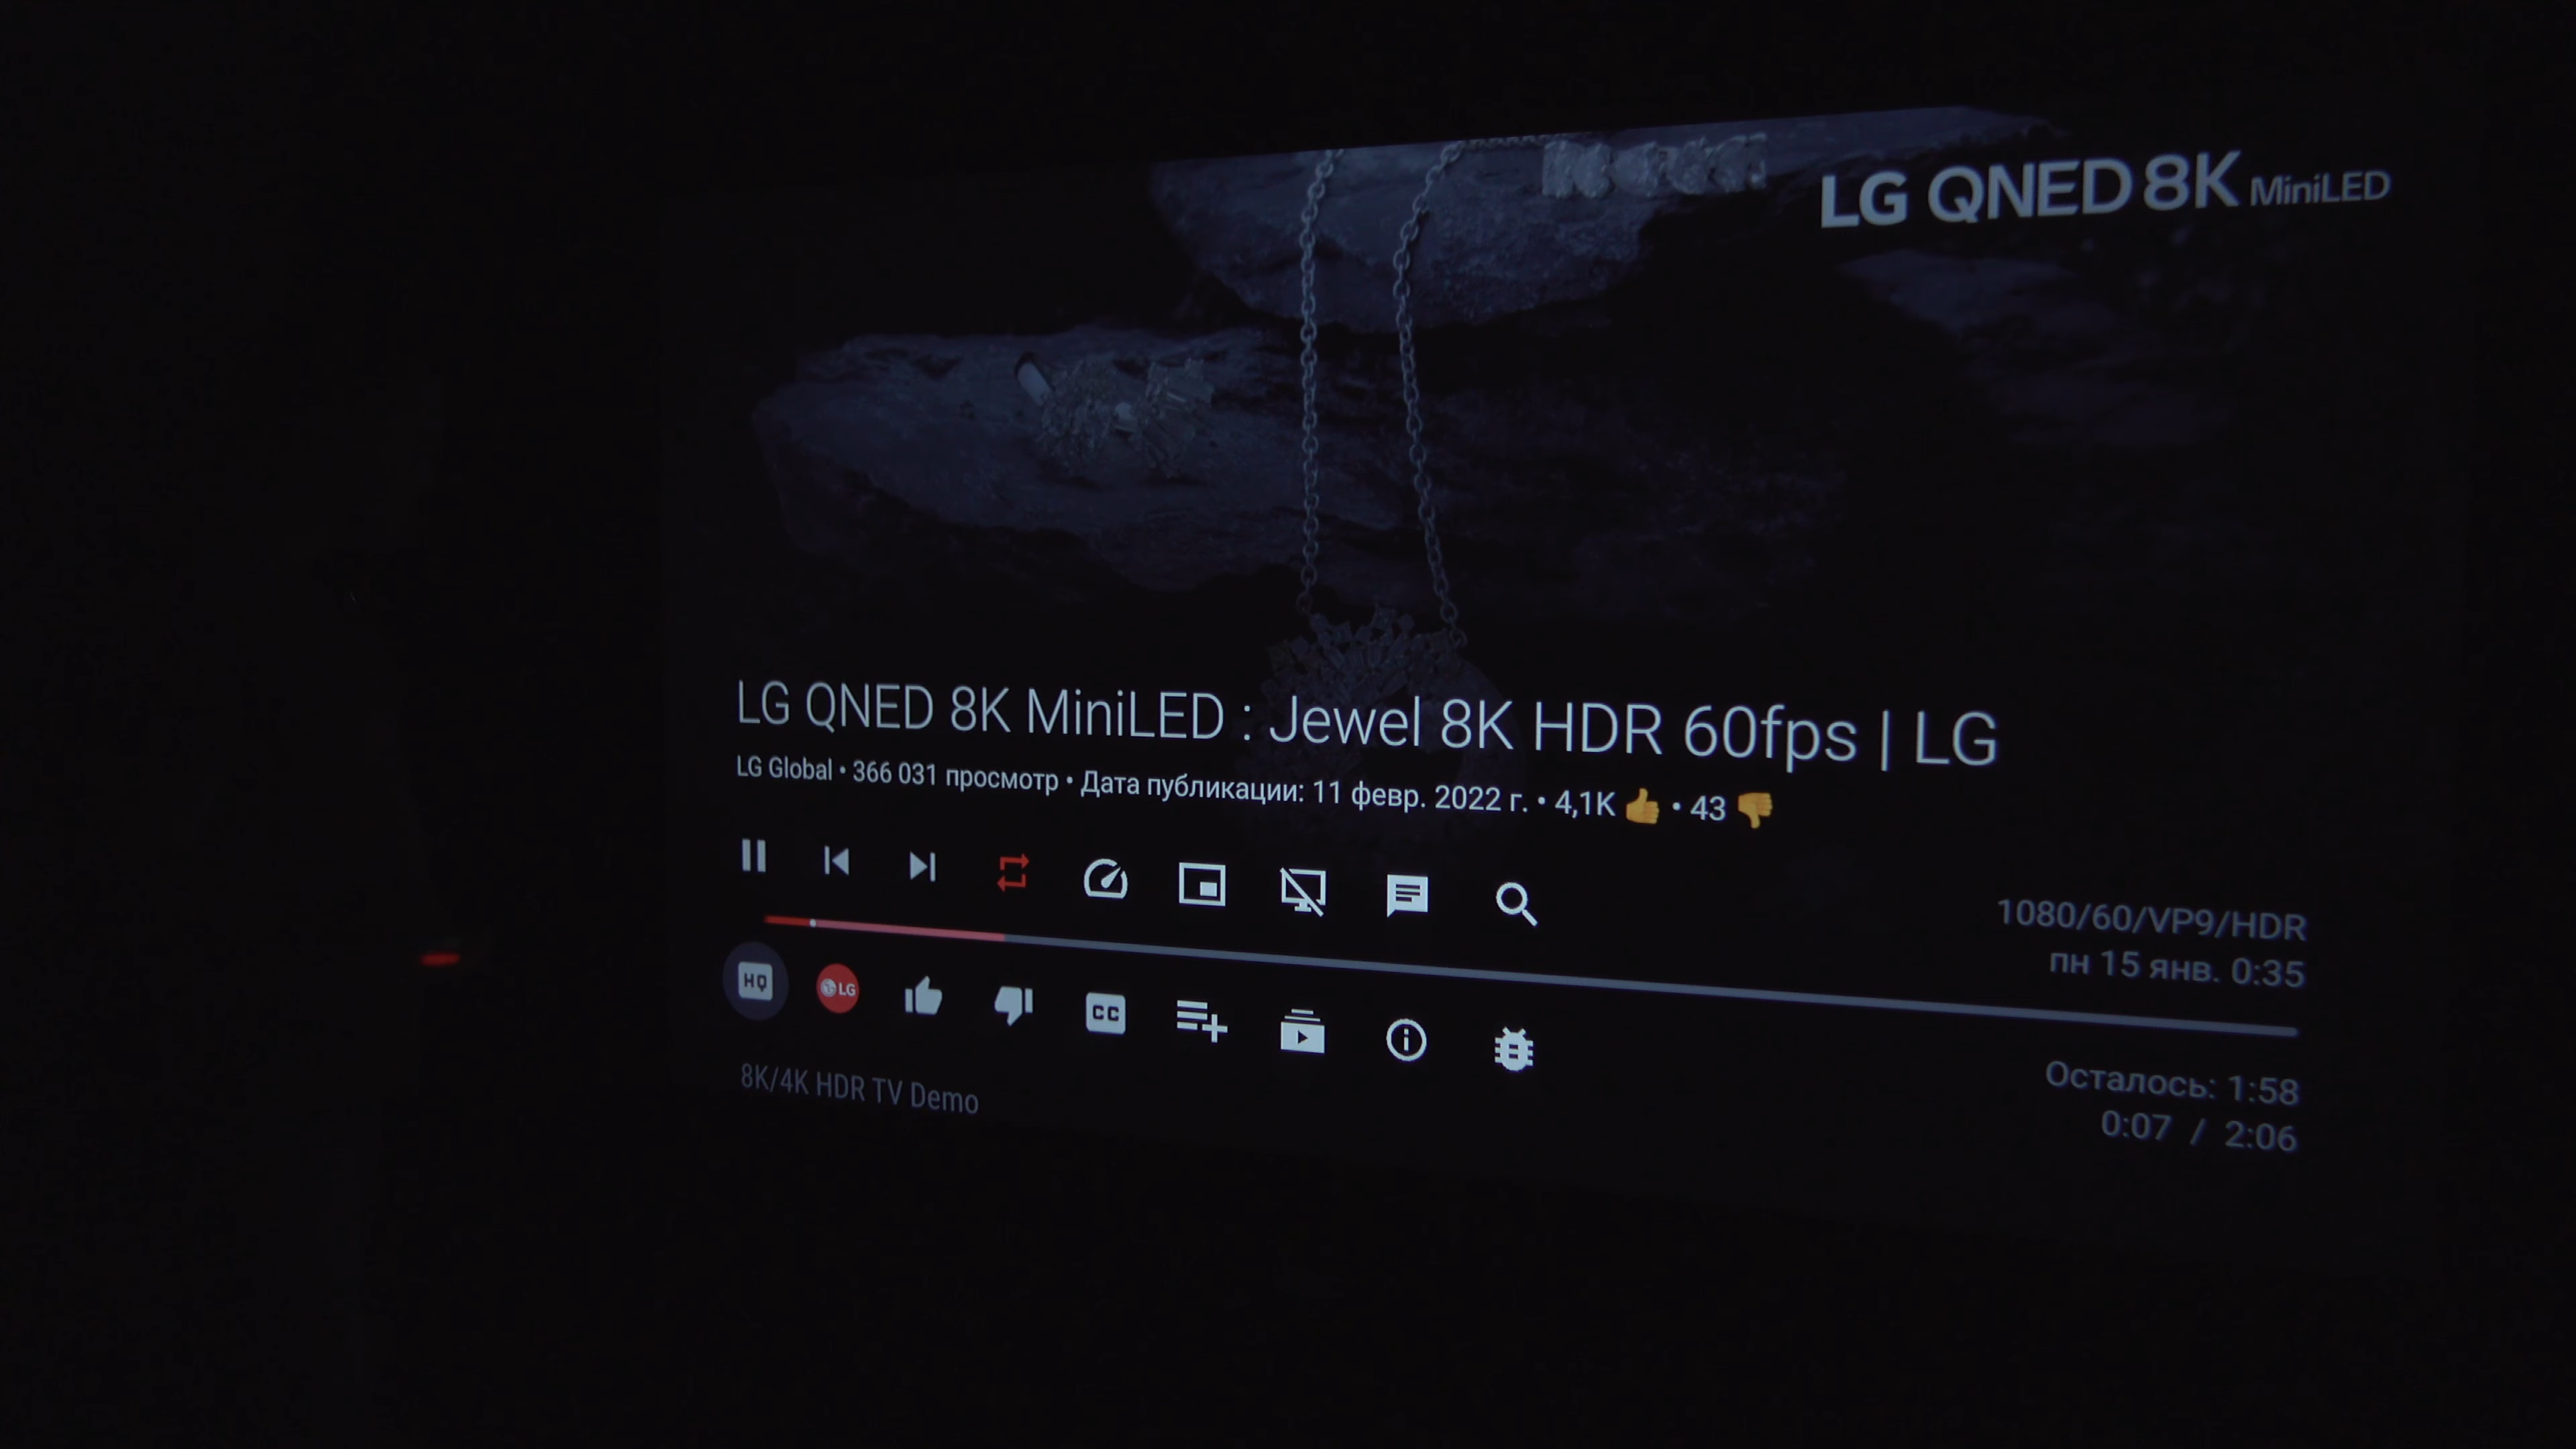 LG QNED 8K MiniLED
LG QNED 8K MiniLED : Jewel 8K HDR 60fps | LG
LG Global • 366 031 просмотр • Дата публикации: 11 февр. 2022 г. • 4,1K 👍 • 43 👎
1080/60/VP9/HDR
пн 15 янв. 0:35
HQ
LG
CC
8K/4K HDR TV Demo
Осталось: 1:58
0:07 / 2:06